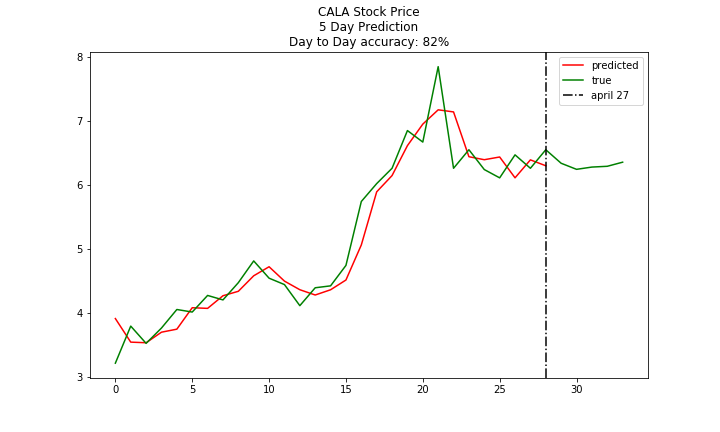 CALA Stock Price
5 Day Prediction
Day to Day accuracy: 82%
predicted
true
april 27
8
7
6
5
4
3
0 5 10 15 20 25 30